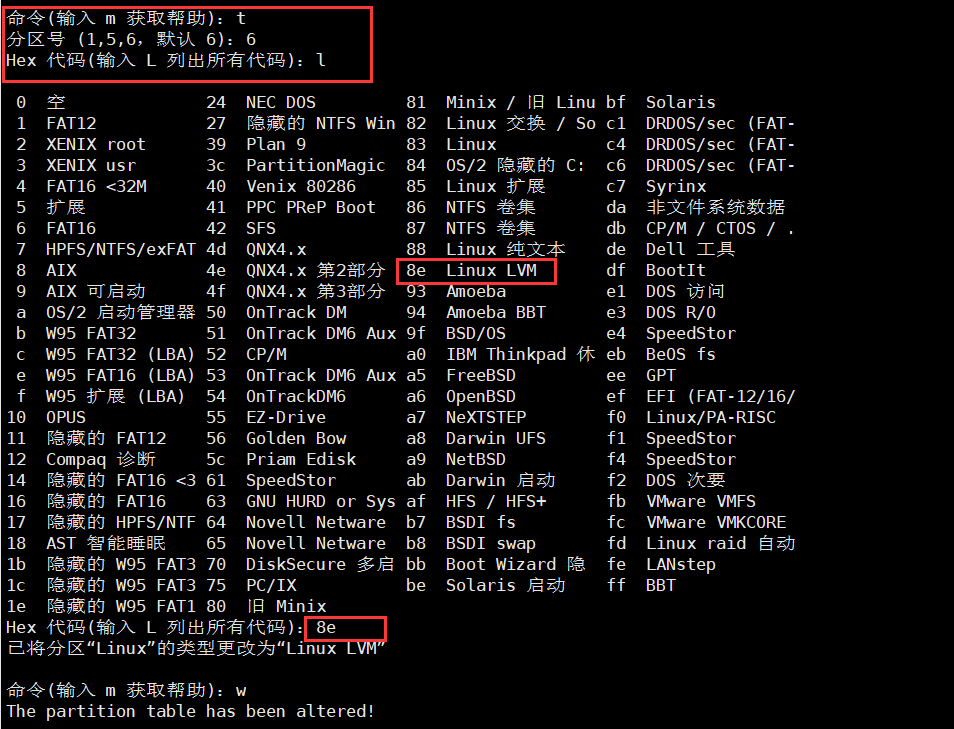 命令(输入 m 获取帮助)：t
分区号 (1,5,6，默认 6)：6
Hex 代码(输入 L 列出所有代码)：l
 0  空              24  NEC DOS         81  Minix / 旧 Linu bf  Solaris
 1  FAT12           27  隐藏的 NTFS Win 82  Linux 交换 / So c1  DRDOS/sec (FAT-
 2  XENIX root      39  Plan 9          83  Linux           c4  DRDOS/sec (FAT-
 3  XENIX usr       3c  PartitionMagic  84  OS/2 隐藏的 C:  c6  DRDOS/sec (FAT-
 4  FAT16 <32M      40  Venix 80286     85  Linux 扩展      c7  Syrinx
 5  扩展            41  PPC PReP Boot   86  NTFS 卷集       da  非文件系统数据
 6  FAT16           42  SFS             87  NTFS 卷集       db  CP/M / CTOS / .
 7  HPFS/NTFS/exFAT 4d  QNX4.x          88  Linux 纯文本    de  Dell 工具
 8  AIX             4e  QNX4.x 第2部分  8e  Linux LVM       df  BootIt
 9  AIX 可启动      4f  QNX4.x 第3部分  93  Amoeba          e1  DOS 访问
 a  OS/2 启动管理器 50  OnTrack DM      94  Amoeba BBT      e3  DOS R/O
 b  W95 FAT32       51  OnTrack DM6 Aux 9f  BSD/OS          e4  SpeedStor
 c  W95 FAT32 (LBA) 52  CP/M            a0  IBM Thinkpad 休 eb  BeOS fs
 e  W95 FAT16 (LBA) 53  OnTrack DM6 Aux a5  FreeBSD         ee  GPT
 f  W95 扩展 (LBA)  54  OnTrackDM6      a6  OpenBSD         ef  EFI (FAT-12/16/
10  OPUS            55  EZ-Drive        a7  NeXTSTEP        f0  Linux/PA-RISC
11  隐藏的 FAT12    56  Golden Bow      a8  Darwin UFS      f1  SpeedStor
12  Compaq 诊断     5c  Priam Edisk     a9  NetBSD          f4  SpeedStor
14  隐藏的 FAT16 <3 61  SpeedStor       ab  Darwin 启动     f2  DOS 次要
16  隐藏的 FAT16    63  GNU HURD or Sys af  HFS / HFS+      fb  VMware VMFS
17  隐藏的 HPFS/NTF 64  Novell Netware  b7  BSDI fs         fc  VMware VMKCORE
18  AST 智能睡眠    65  Novell Netware  b8  BSDI swap       fd  Linux raid 自动
1b  隐藏的 W95 FAT3 70  DiskSecure 多启 bb  Boot Wizard 隐  fe  LANstep
1c  隐藏的 W95 FAT3 75  PC/IX           be  Solaris 启动    ff  BBT
1e  隐藏的 W95 FAT1 80  旧 Minix
Hex 代码(输入 L 列出所有代码)：8e
已将分区“Linux”的类型更改为“Linux LVM”
命令(输入 m 获取帮助)：w
The partition table has been altered!